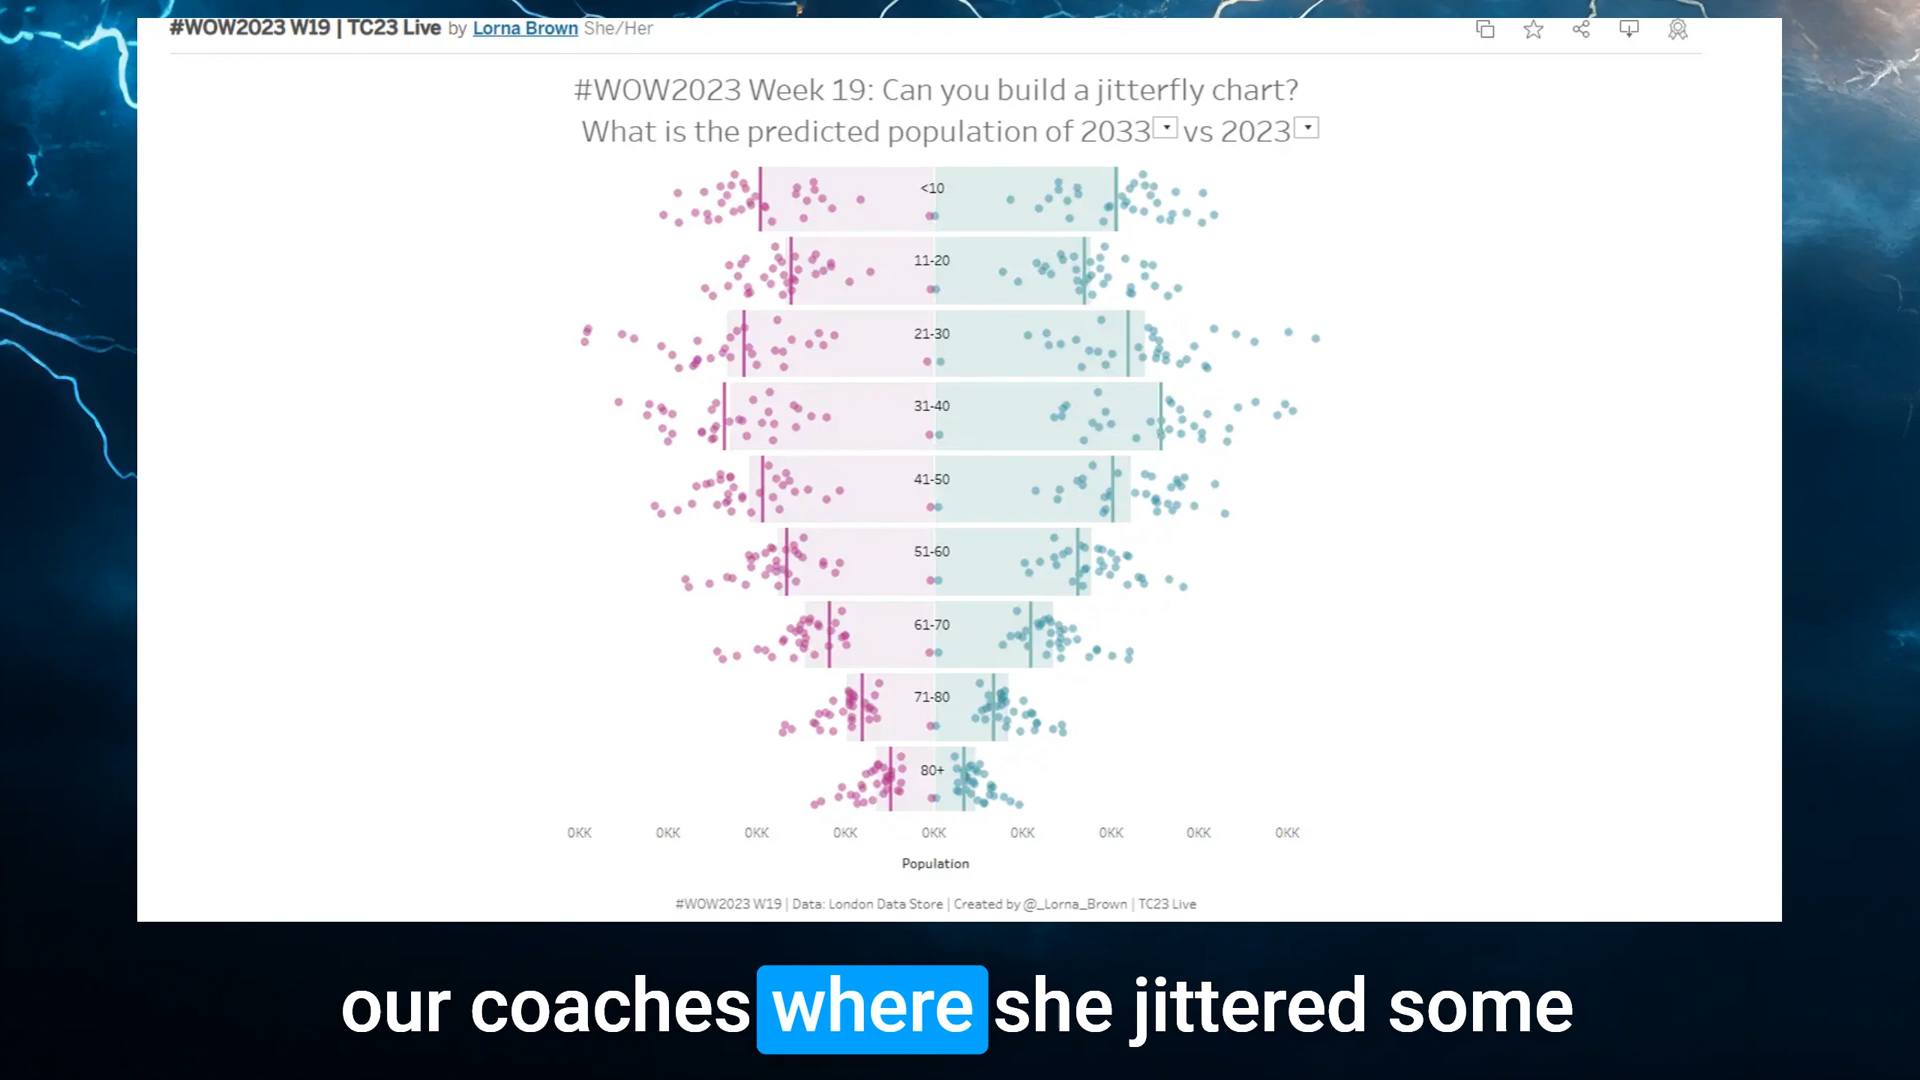 #WOW2023 W19 | TC23 Live by Lorna Brown She/Her
#WOW2023 Week 19: Can you build a jitterfly chart?
What is the predicted population of 2033 vs 2023
<10
11-20
21-30
31-40
41-50
51-60
61-70
71-80
80+
0KK 0KK 0KK 0KK 0KK 0KK 0KK 0KK 0KK
Population
#WOW2023 W19 | Data: London Data Store | Created by @_Lorna_Brown | TC23 Live
our coaches where she jittered some